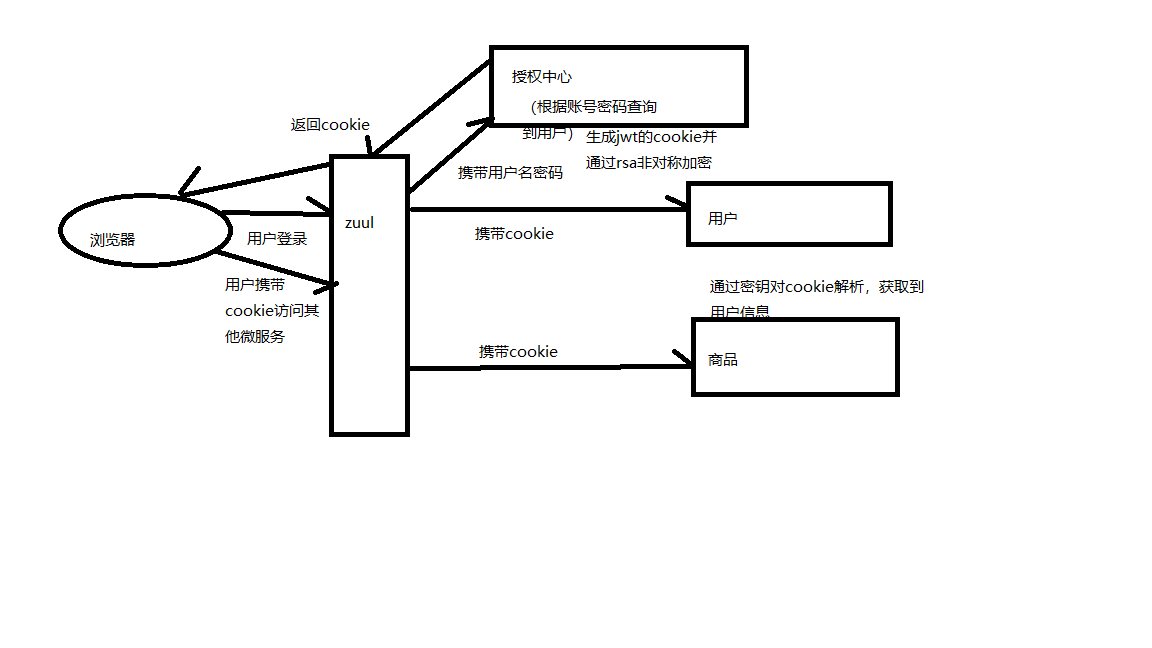 授权中心
（根据账号密码查询
到用户）
生成jwt的cookie并
通过rsa非对称加密
返回cookie
携带用户名密码
zuul
用户
浏览器
用户登录
携带cookie
用户携带
cookie访问其
他微服务
通过密钥对cookie解析，获取到
用户信息
携带cookie
商品